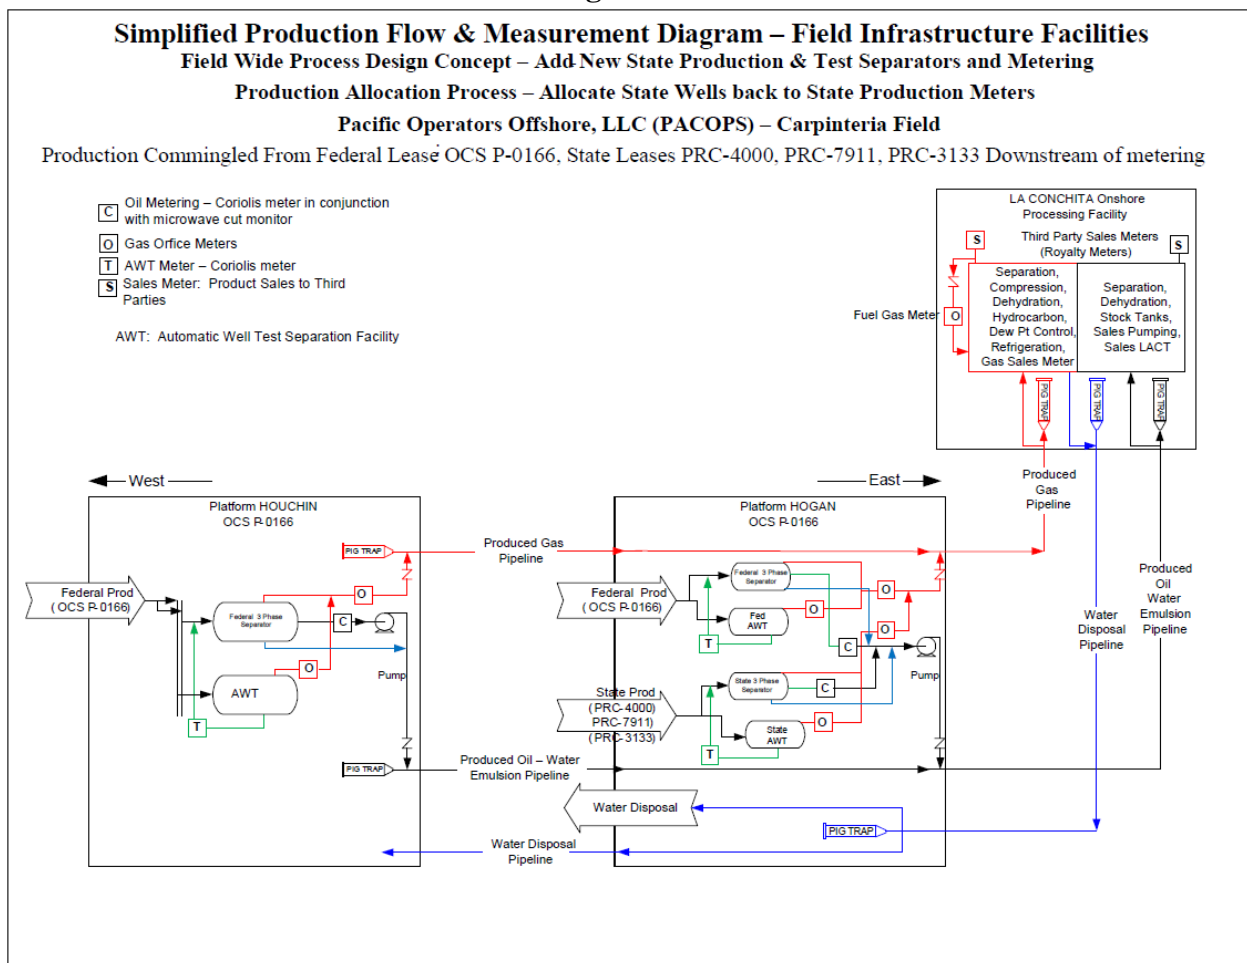 Simplified Production Flow & Measurement Diagram – Field Infrastructure Facilities
Field Wide Process Design Concept – Add New State Production & Test Separators and Metering
Production Allocation Process – Allocate State Wells back to State Production Meters
Pacific Operators Offshore, LLC (PACOPS) – Carpinteria Field
Production Commingled From Federal Lease OCS P-0166, State Leases PRC-4000, PRC-7911, PRC-3133 Downstream of metering
C
Oil Metering – Coriolis meter in conjunction
with microwave cut monitor
O
Gas Orfice Meters
T
AWT Meter – Coriolis meter
S
Sales Meter: Product Sales to Third
Parties
AWT: Automatic Well Test Separation Facility
LA CONCHITA Onshore
Processing Facility
S
Third Party Sales Meters
(Royalty Meters)
S
Fuel Gas Meter
O
Separation,
Compression,
Dehydration,
Hydrocarbon,
Dew Pt Control,
Refrigeration,
Gas Sales Meter
Separation,
Dehydration,
Stock Tanks,
Sales Pumping,
Sales LACT
PIG TRAP
PIG TRAP
PIG TRAP
Produced
Gas
Pipeline
Water
Disposal
Pipeline
Produced
Oil
Water
Emulsion
Pipeline
West
East
Platform HOUCHIN
OCS P-0166
PIG TRAP
Federal Prod
( OCS P-0166)
Federal 3 Phase
Separator
O
C
O
AWT
T
Pump
PIG TRAP
Produced Gas
Pipeline
Produced Oil – Water
Emulsion Pipeline
Water Disposal
Pipeline
Platform HOGAN
OCS P-0166
Federal Prod
( OCS P-0166)
Federal 3 Phase
Separator
O
Fed
AWT
O
T
O
C
State Prod
( PRC-4000)
PRC-7911)
(PRC-3133)
State 3 Phase
Separator
C
State
AWT
O
T
Pump
Water Disposal
PIG TRAP